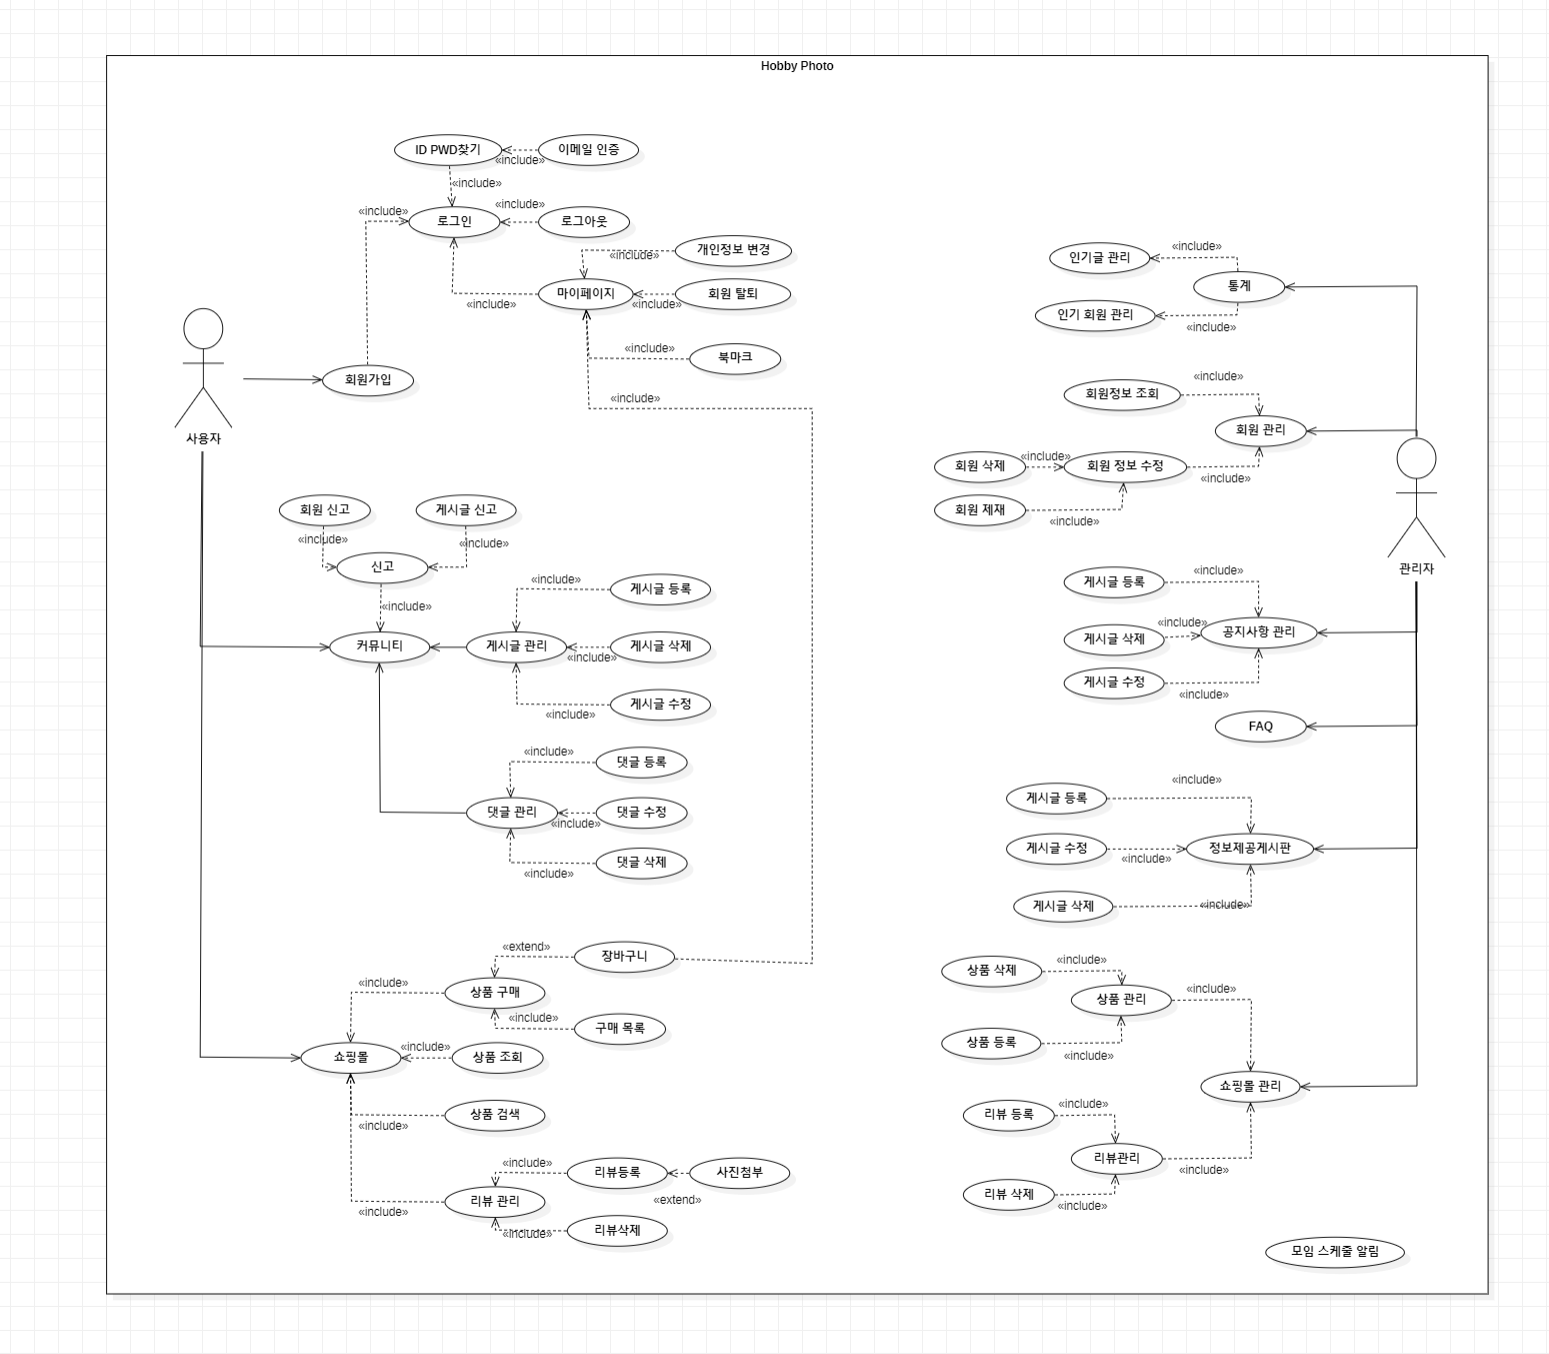 Hobby Photo
ID PWD찾기
«include»
이메일 인증
«include»
«include»
로그인
«include»
로그아웃
개인정보 변경
«include»
마이페이지
«include»
회원 탈퇴
«include»
«include»
북마크
«include»
회원가입
사용자
회원 신고
게시글 신고
«include»
«include»
신고
«include»
커뮤니티
게시글 관리
«include»
게시글 등록
게시글 삭제
«include»
게시글 수정
«include»
«include»
댓글 등록
댓글 관리
댓글 수정
«include»
댓글 삭제
«include»
«extend»
장바구니
«include»
상품 구매
«include»
구매 목록
쇼핑몰
«include»
상품 조회
상품 검색
«include»
«include»
리뷰등록
사진첨부
«extend»
리뷰 관리
«include»
리뷰삭제
«include»
인기글 관리
«include»
통계
인기 회원 관리
«include»
«include»
회원정보 조회
회원 관리
회원 삭제
«include»
회원 정보 수정
«include»
회원 제재
«include»
관리자
«include»
게시글 등록
«include»
공지사항 관리
게시글 삭제
게시글 수정
«include»
FAQ
«include»
게시글 등록
게시글 수정
«include»
정보제공게시판
게시글 삭제
«include»
상품 삭제
«include»
상품 관리
«include»
상품 등록
«include»
쇼핑몰 관리
리뷰 등록
«include»
리뷰관리
«include»
리뷰 삭제
«include»
모임 스케줄 알림